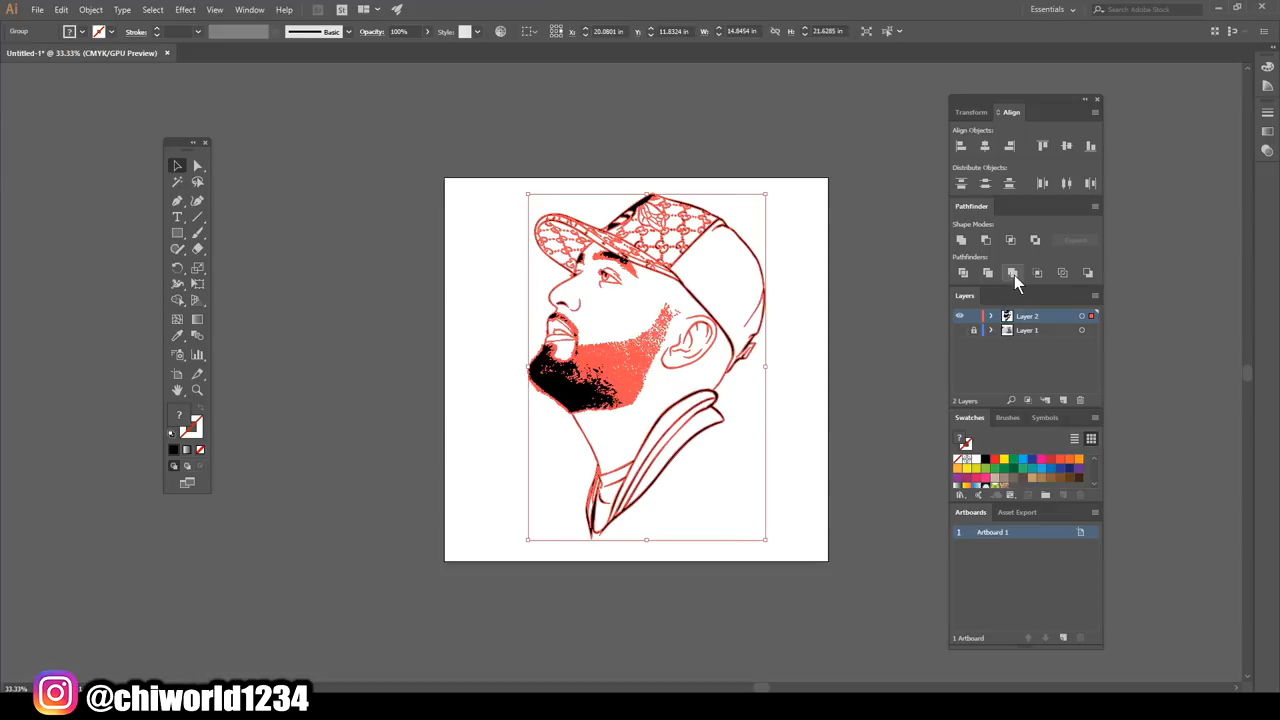 Ai File Edit Object Type Select Effect View Window Help Br St Essentials Search Adobe Stock
Group ? Stroke: Basic Opacity: 100% Style: X: 20.0801 in Y: 11.8324 in W: 14.8454 in H: 21.6285 in
Untitled-1* @ 33.33% (CMYK/GPU Preview) ×
Transform Align
Align Objects:
Distribute Objects:
Pathfinder
Shape Modes:
Expand
Pathfinders:
Layers
Layer 2
Layer 1
2 Layers
?
Swatches Brushes Symbols
?
Artboards Asset Export
1 Artboard 1
1 Artboard
33.33%
@chiworld1234